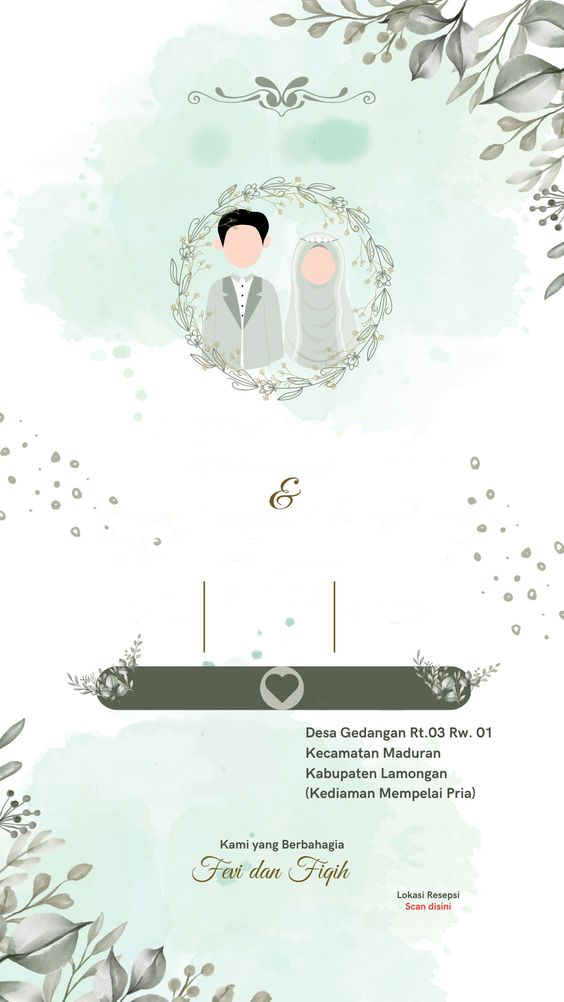 &
Desa Gedangan Rt.03 Rw. 01
Kecamatan Maduran
Kabupaten Lamongan
(Kediaman Mempelai Pria)
Kami yang Berbahagia
Fevi dan Fiqih
Lokasi Resepsi
Scan disini